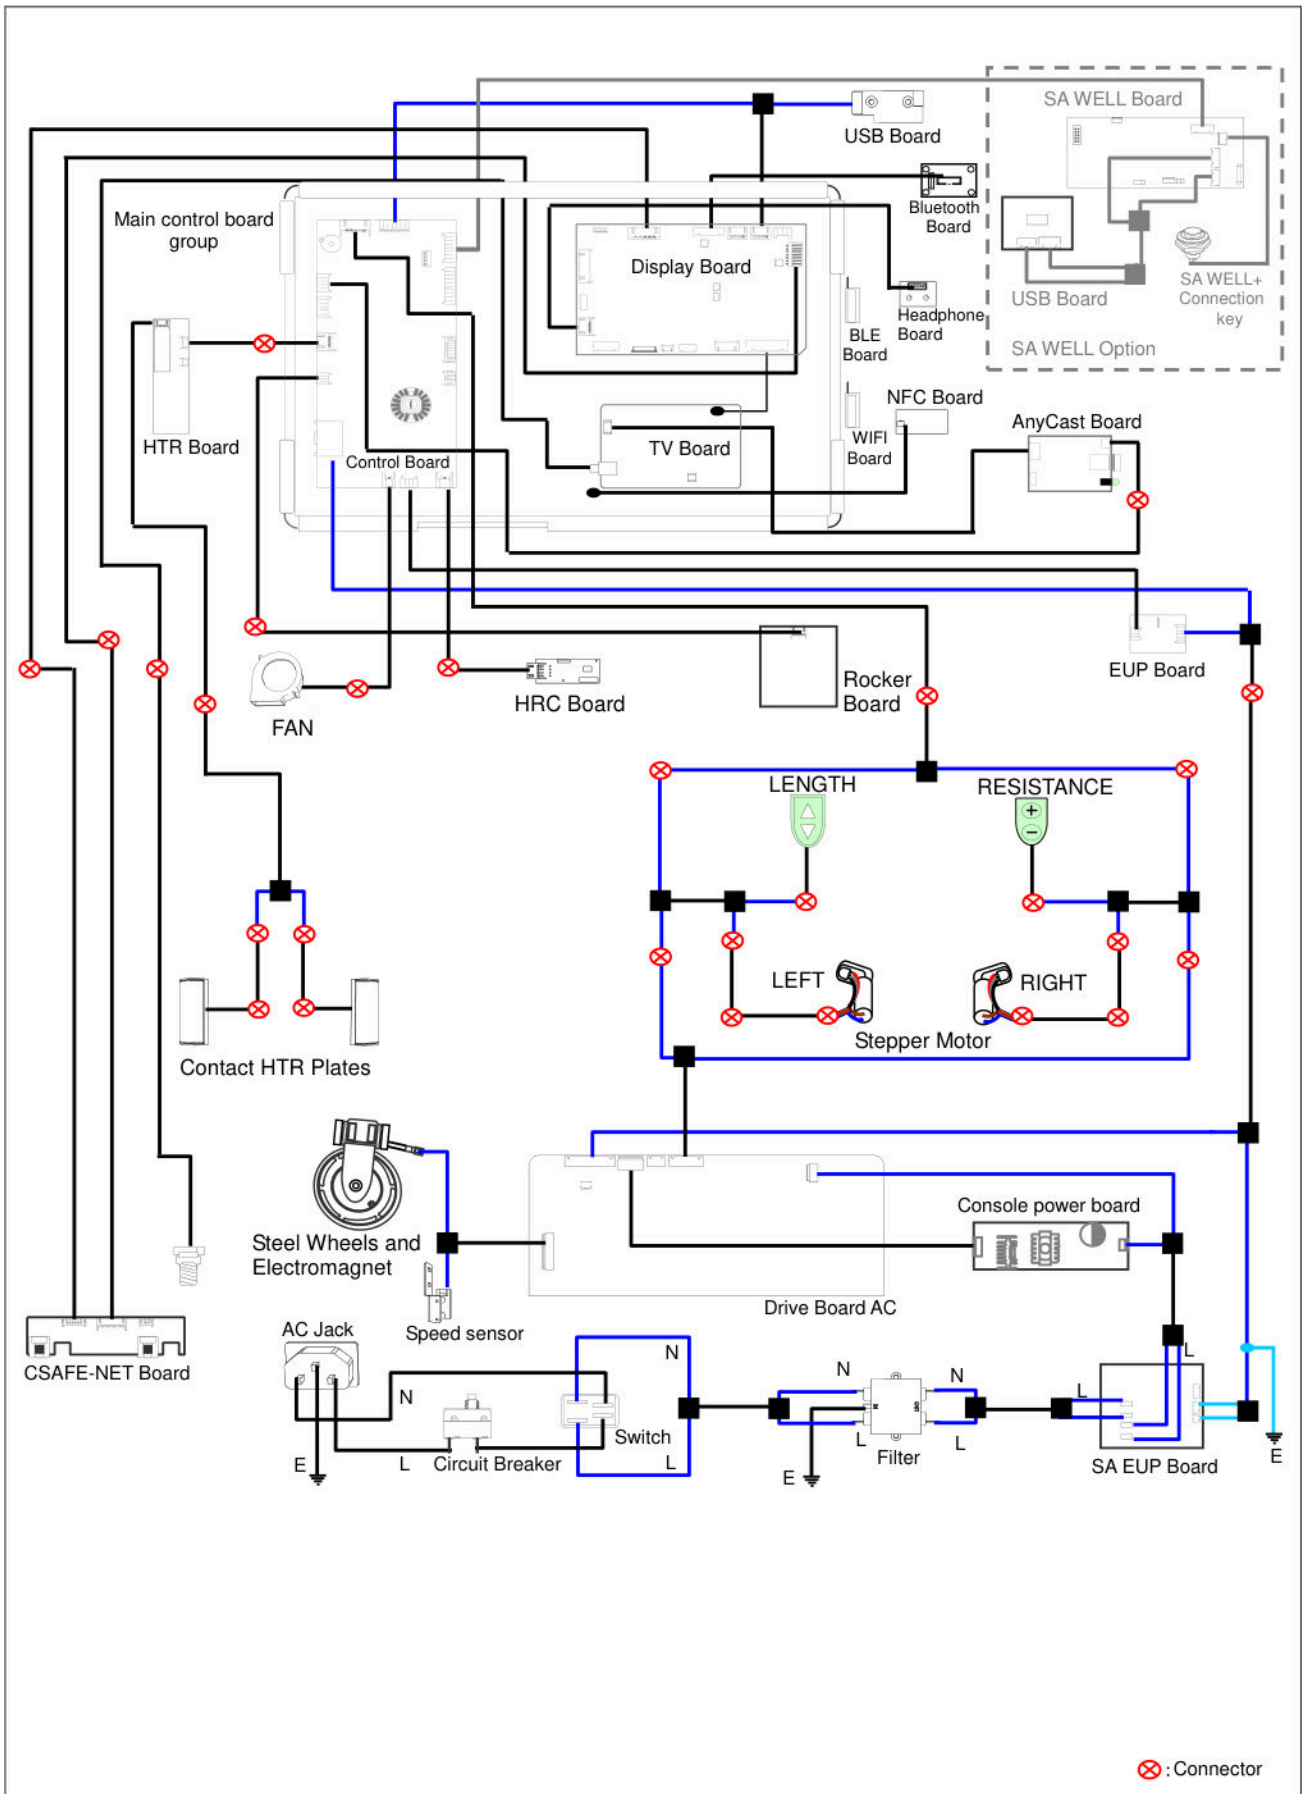 SA WELL Board
USB Board
Bluetooth
Board
Main control board
group
Display Board
USB Board
SA WELL+
Connection
key
SA WELL Option
Headphone
Board
BLE
Board
NFC Board
AnyCast Board
HTR Board
WIFI
Board
TV Board
Control Board
EUP Board
Rocker
Board
HRC Board
FAN
LENGTH
RESISTANCE
LEFT
RIGHT
Stepper Motor
Contact HTR Plates
Console power board
Steel Wheels and
Electromagnet
Drive Board AC
Speed sensor
AC Jack
CSAFE-NET Board
N
L
N
N
L
N
IN
OUT
Switch
L
L
L
Filter
E
L
Circuit Breaker
E
SA EUP Board
E
: Connector